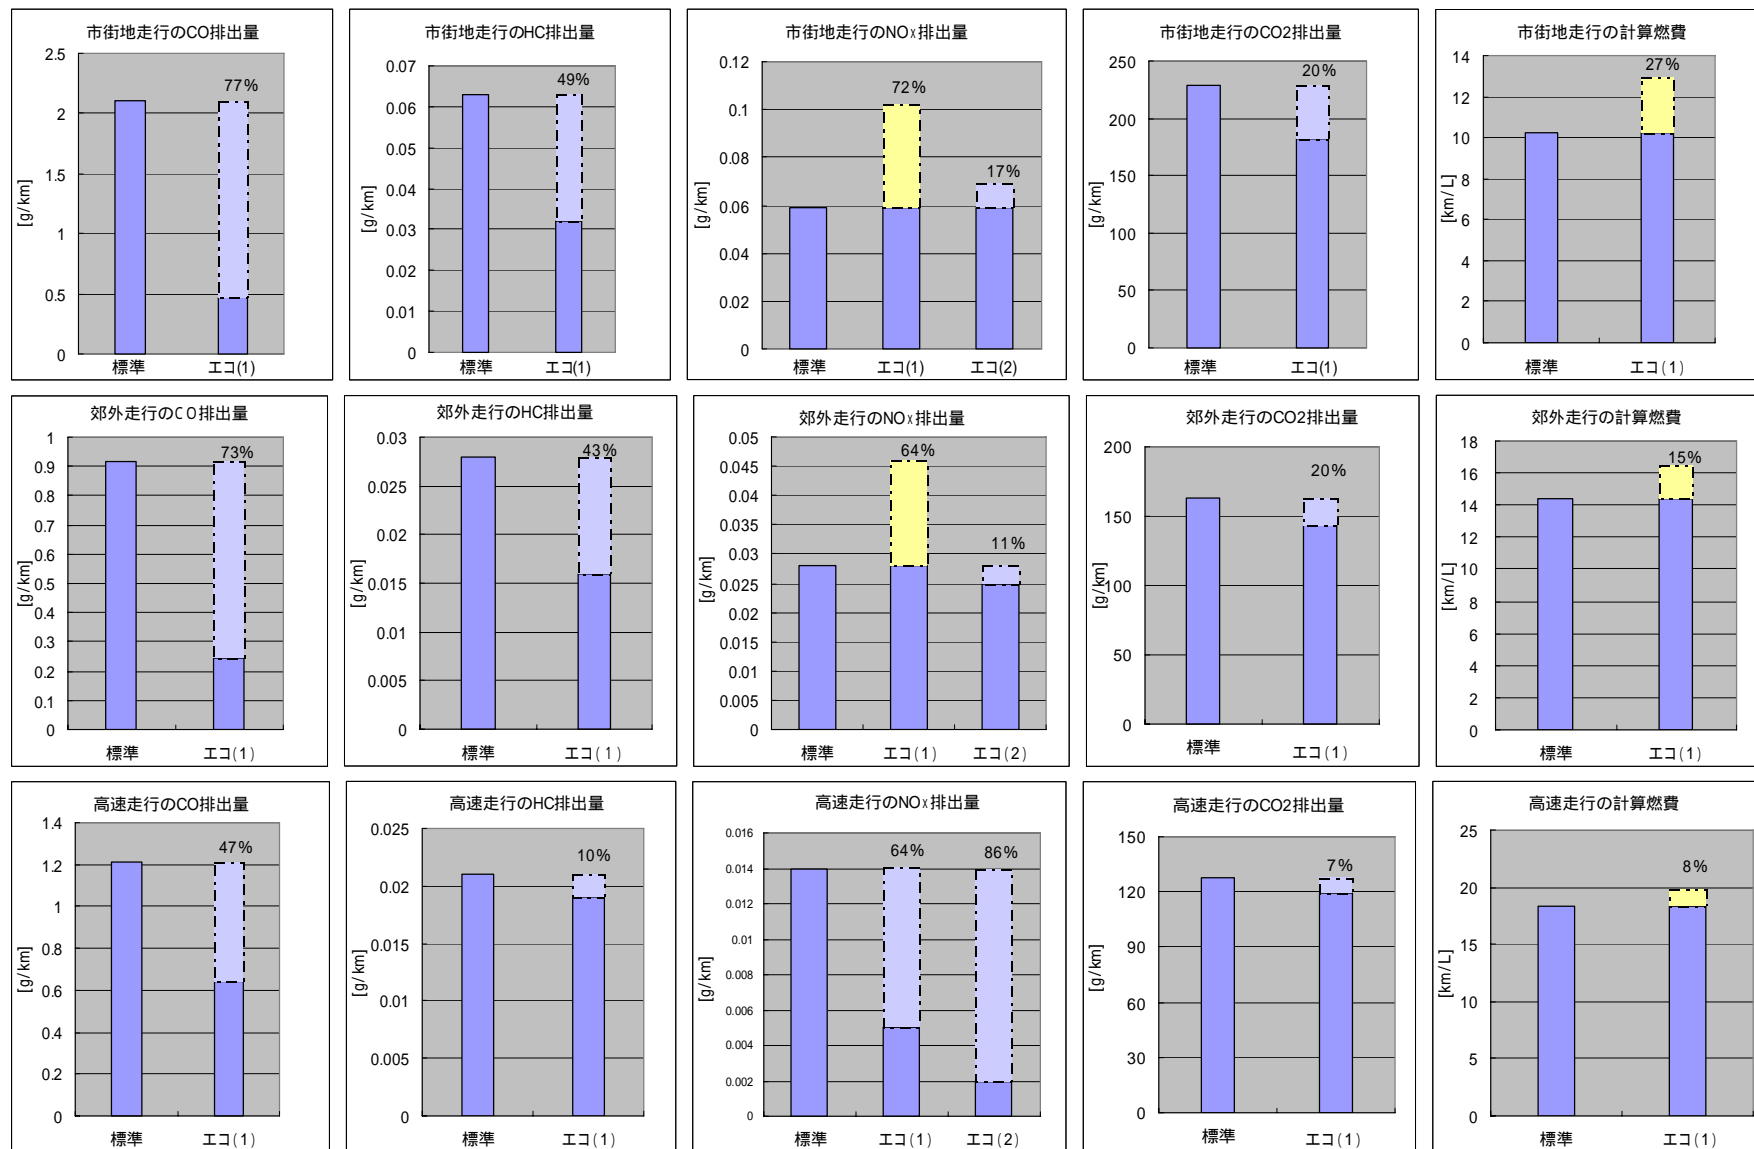 市街地走行のCO排出量
2.5
2
1.5
1
0.5
0
[g/km]
77%
標準 エコ(1)
市街地走行のHC排出量
0.07
0.06
0.05
0.04
0.03
0.02
0.01
0
[g/km]
49%
標準 エコ(1)
市街地走行のNOx排出量
0.12
0.1
0.08
0.06
0.04
0.02
0
[g/km]
72%
17%
標準 エコ(1) エコ(2)
市街地走行のCO2排出量
250
200
150
100
50
0
[g/km]
20%
標準 エコ(1)
市街地走行の計算燃費
14
12
10
8
6
4
2
0
[km/L]
27%
標準 エコ(1)
郊外走行のCO排出量
1
0.9
0.8
0.7
0.6
0.5
0.4
0.3
0.2
0.1
0
[g/km]
73%
標準 エコ(1)
郊外走行のHC排出量
0.03
0.025
0.02
0.015
0.01
0.005
0
[g/km]
43%
標準 エコ(1)
郊外走行のNOx排出量
0.05
0.045
0.04
0.035
0.03
0.025
0.02
0.015
0.01
0.005
0
[g/km]
64%
11%
標準 エコ(1) エコ(2)
郊外走行のCO2排出量
200
150
100
50
0
[g/km]
20%
標準 エコ(1)
郊外走行の計算燃費
18
16
14
12
10
8
6
4
2
0
[km/L]
15%
標準 エコ(1)
高速走行のCO排出量
1.4
1.2
1
0.8
0.6
0.4
0.2
0
[g/km]
47%
標準 エコ(1)
高速走行のHC排出量
0.025
0.02
0.015
0.01
0.005
0
[g/km]
10%
標準 エコ(1)
高速走行のNOx排出量
0.016
0.014
0.012
0.01
0.008
0.006
0.004
0.002
0
[g/km]
64%
86%
標準 エコ(1) エコ(2)
高速走行のCO2排出量
150
120
90
60
30
0
[g/km]
7%
標準 エコ(1)
高速走行の計算燃費
25
20
15
10
5
0
[km/L]
8%
標準 エコ(1)